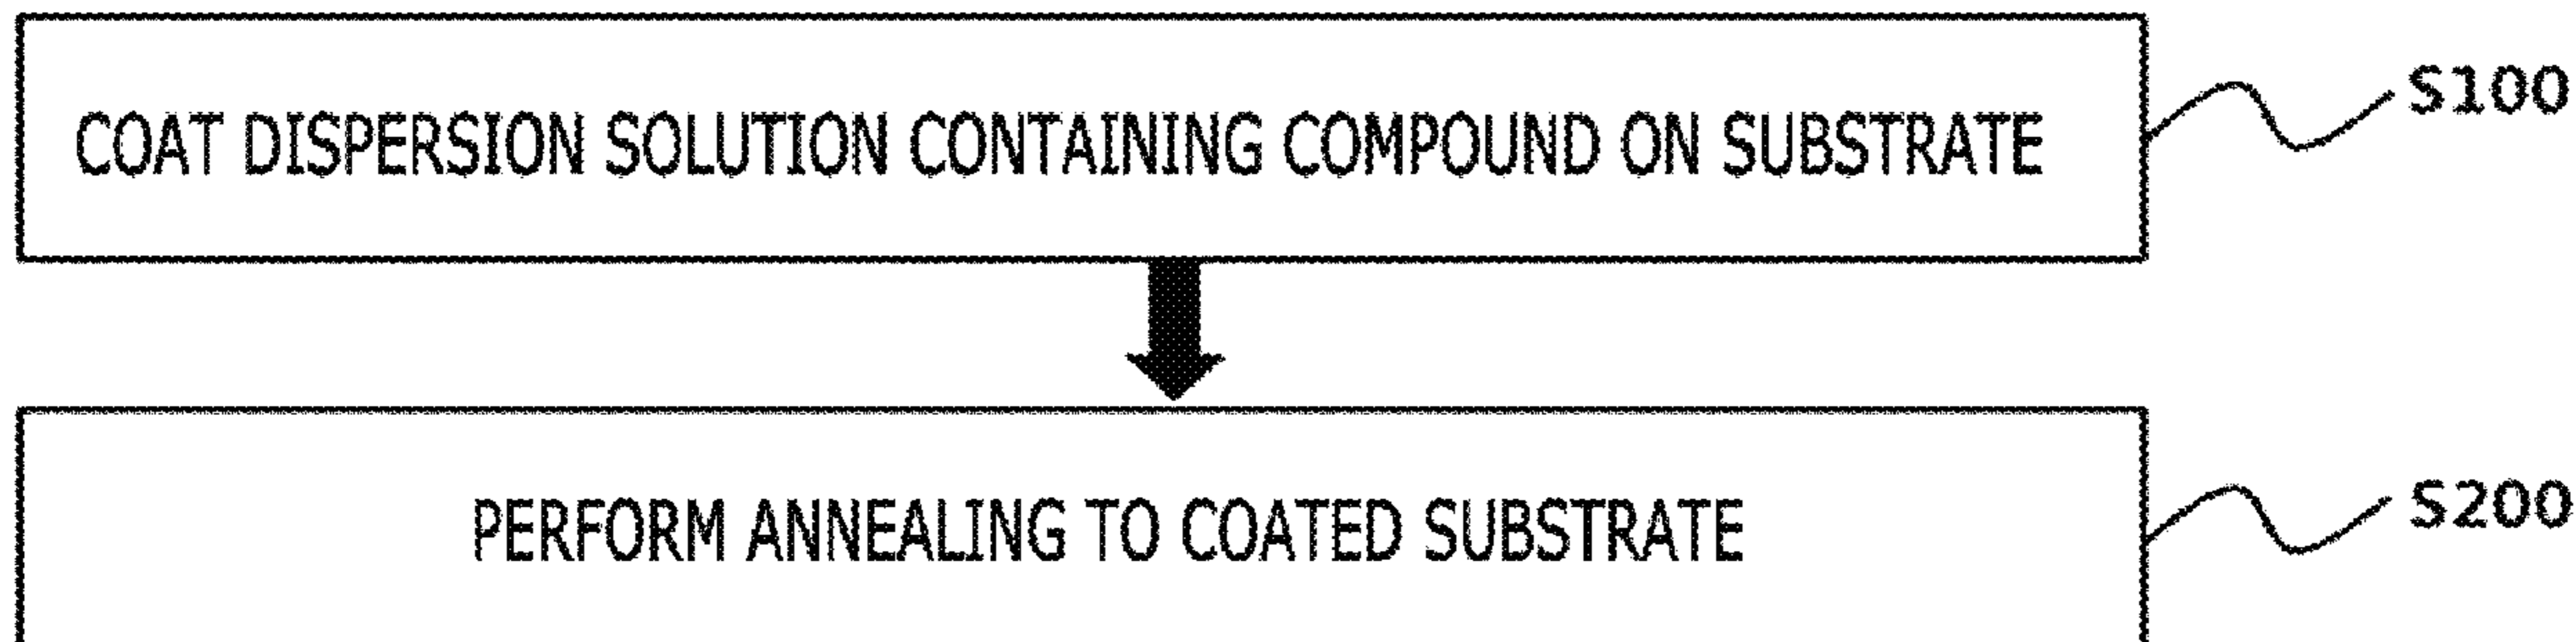 COAT DISPERSION SOLUTION CONTAINING COMPOUND ON SUBSTRATE
S100
PERFORM ANNEALING TO COATED SUBSTRATE
S200